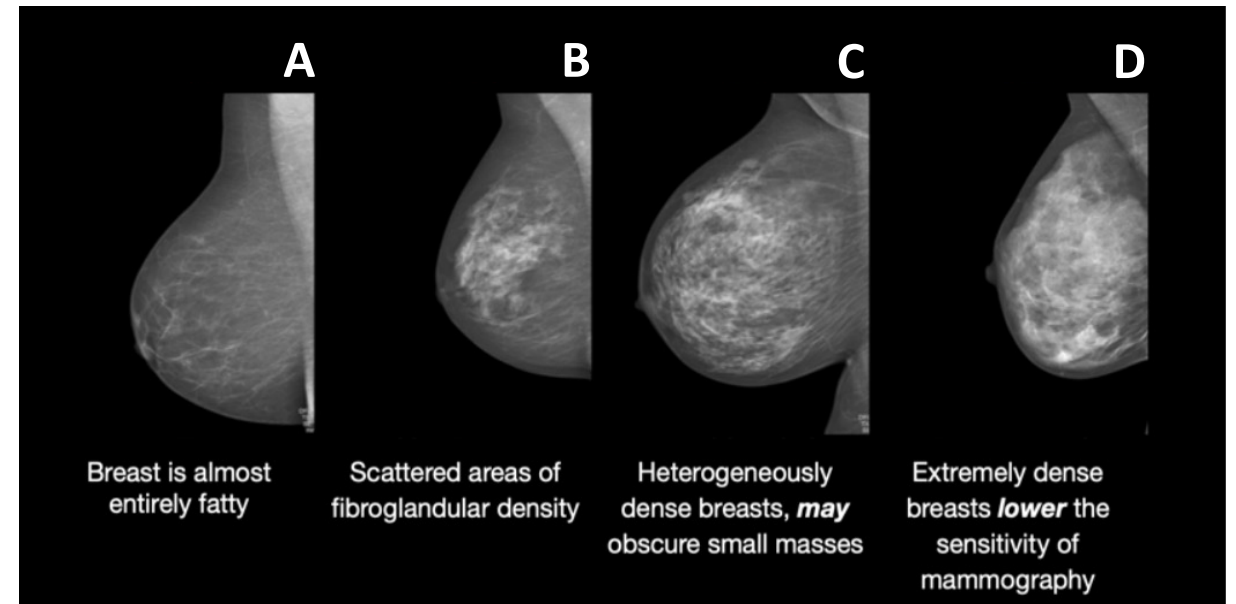 A
B
C
D
Breast is almost
entirely fatty
Scattered areas of
fibroglandular density
Heterogeneously
dense breasts, may
obscure small masses
Extremely dense
breasts lower the
sensitivity of
mammography